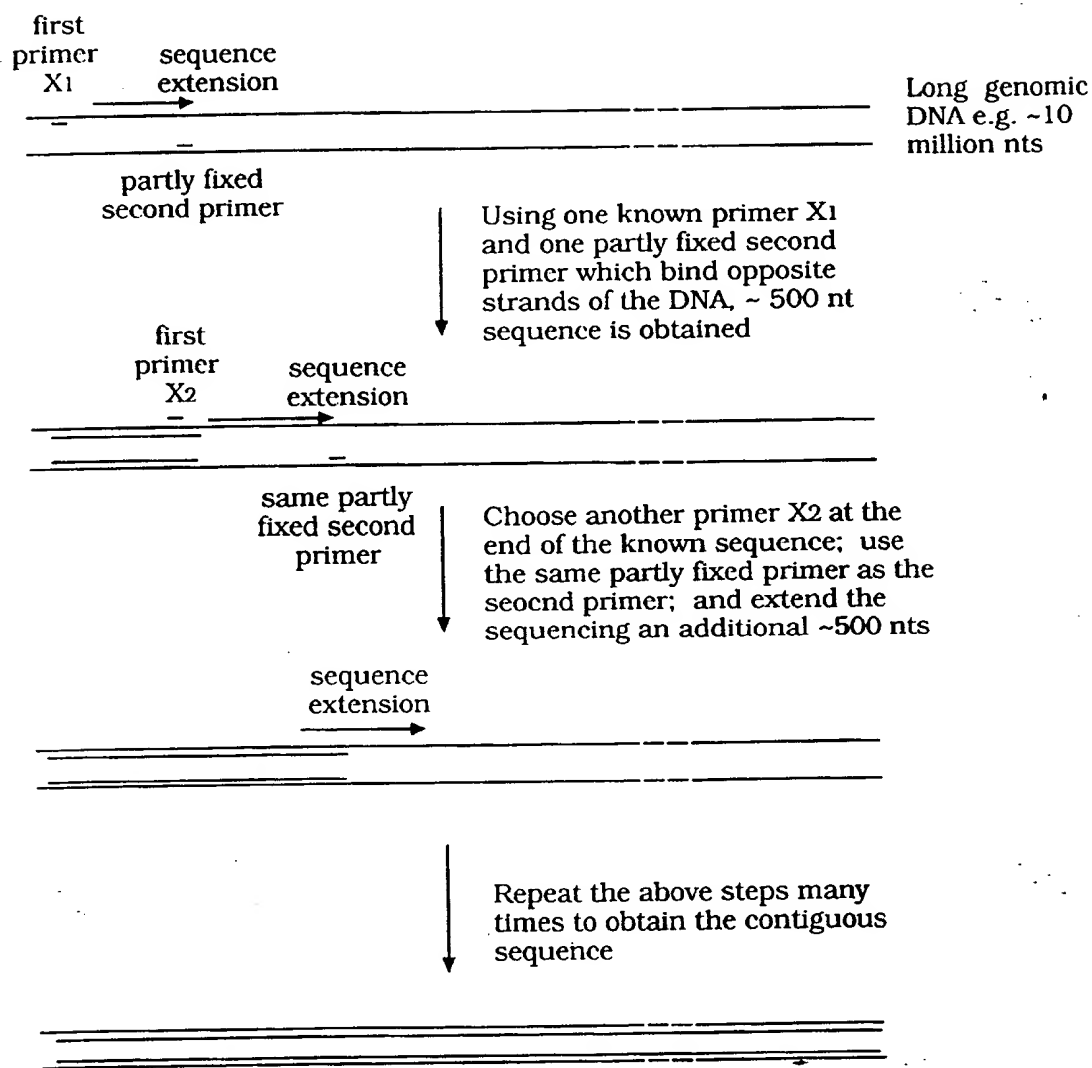 first
primer
X1
sequence
extension
Long genomic
DNA e.g. ~10
million nts
partly fixed
second primer
Using one known primer X1
and one partly fixed second
primer which bind opposite
strands of the DNA, ~ 500 nt
sequence is obtained
first
primer
X2
sequence
extension
same partly
fixed second
primer
Choose another primer X2 at the
end of the known sequence; use
the same partly fixed primer as the
seocnd primer; and extend the
sequencing an additional ~500 nts
sequence
extension
Repeat the above steps many
times to obtain the contiguous
sequence